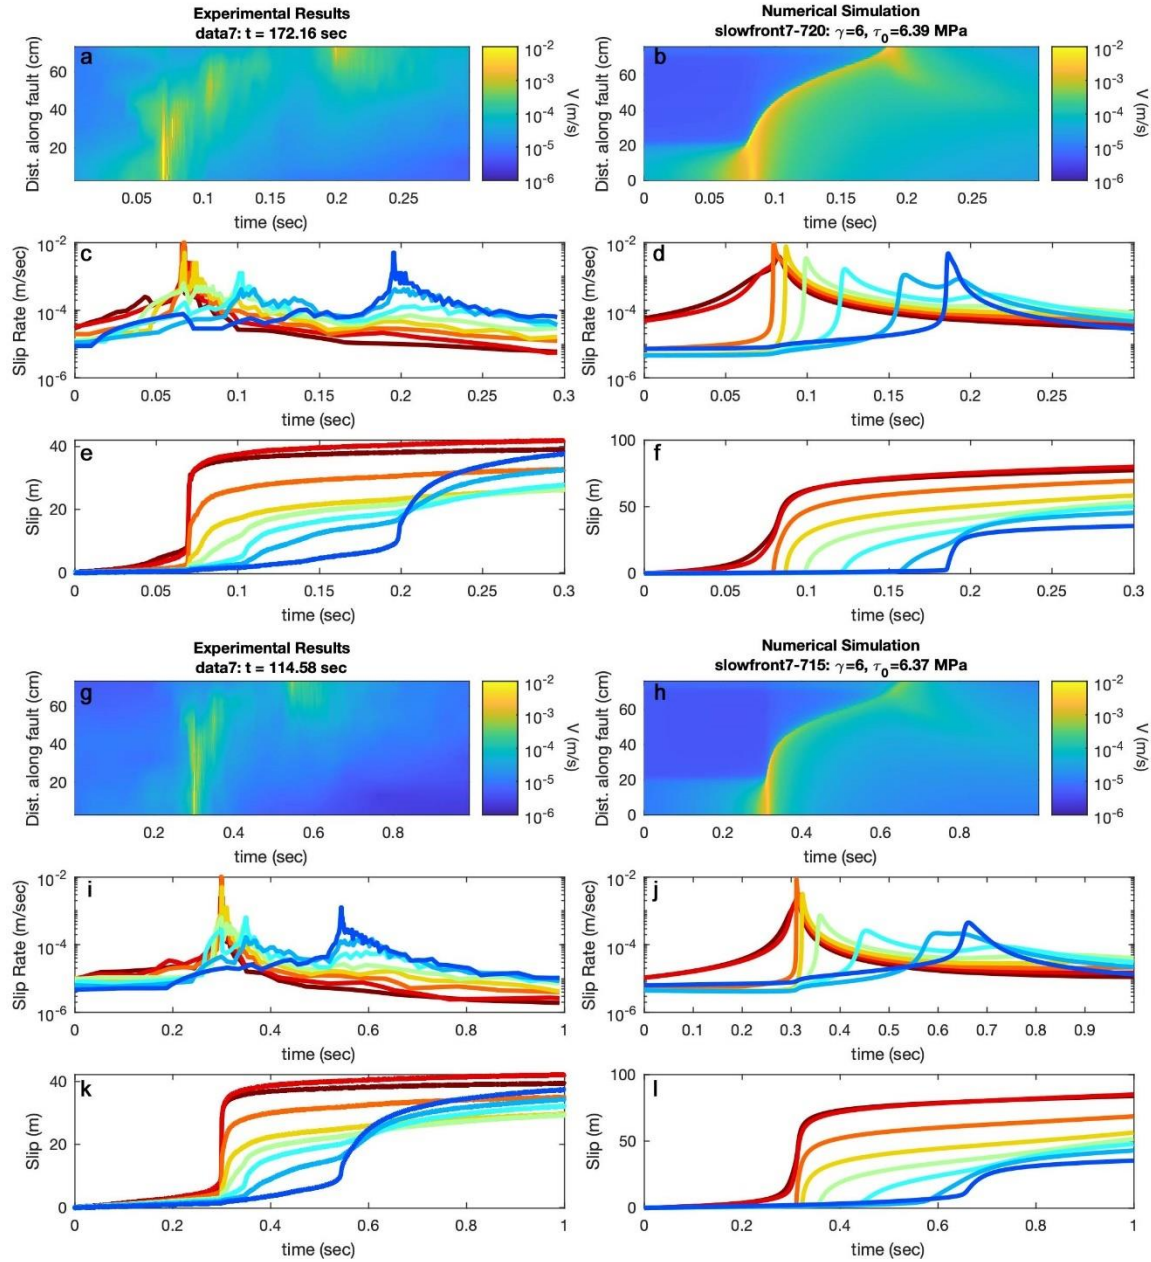 Experimental Results
data7: t = 172.16 sec
Numerical Simulation
slowfront7-720: γ=6, τ0=6.39 MPa
a
Dist. along fault (cm)
60
40
20
0.05 0.1 0.15 0.2 0.25
time (sec)
10-2
10-3
10-4
10-5
10-6
V (m/s)
b
Dist. along fault (cm)
60
40
20
0
0 0.05 0.1 0.15 0.2 0.25
time (sec)
10-2
10-3
10-4
10-5
10-6
V (m/s)
c
Slip Rate (m/sec)
10-2
10-4
10-6
0 0.05 0.1 0.15 0.2 0.25 0.3
time (sec)
d
Slip Rate (m/sec)
10-2
10-4
10-6
0 0.05 0.1 0.15 0.2 0.25
time (sec)
e
Slip (m)
40
20
0
0 0.05 0.1 0.15 0.2 0.25 0.3
time (sec)
f
Slip (m)
100
50
0
0 0.05 0.1 0.15 0.2 0.25 0.3
time (sec)
Experimental Results
data7: t = 114.58 sec
Numerical Simulation
slowfront7-715: γ=6, τ0=6.37 MPa
g
Dist. along fault (cm)
60
40
20
0.2 0.4 0.6 0.8
time (sec)
10-2
10-3
10-4
10-5
10-6
V (m/s)
h
Dist. along fault (cm)
60
40
20
0
0 0.2 0.4 0.6 0.8
time (sec)
10-2
10-3
10-4
10-5
10-6
V (m/s)
i
Slip Rate (m/sec)
10-2
10-4
10-6
0 0.2 0.4 0.6 0.8 1
time (sec)
j
Slip Rate (m/sec)
10-2
10-4
10-6
0 0.1 0.2 0.3 0.4 0.5 0.6 0.7 0.8 0.9
time (sec)
k
Slip (m)
40
20
0
0 0.2 0.4 0.6 0.8 1
time (sec)
l
Slip (m)
100
50
0
0 0.2 0.4 0.6 0.8 1
time (sec)